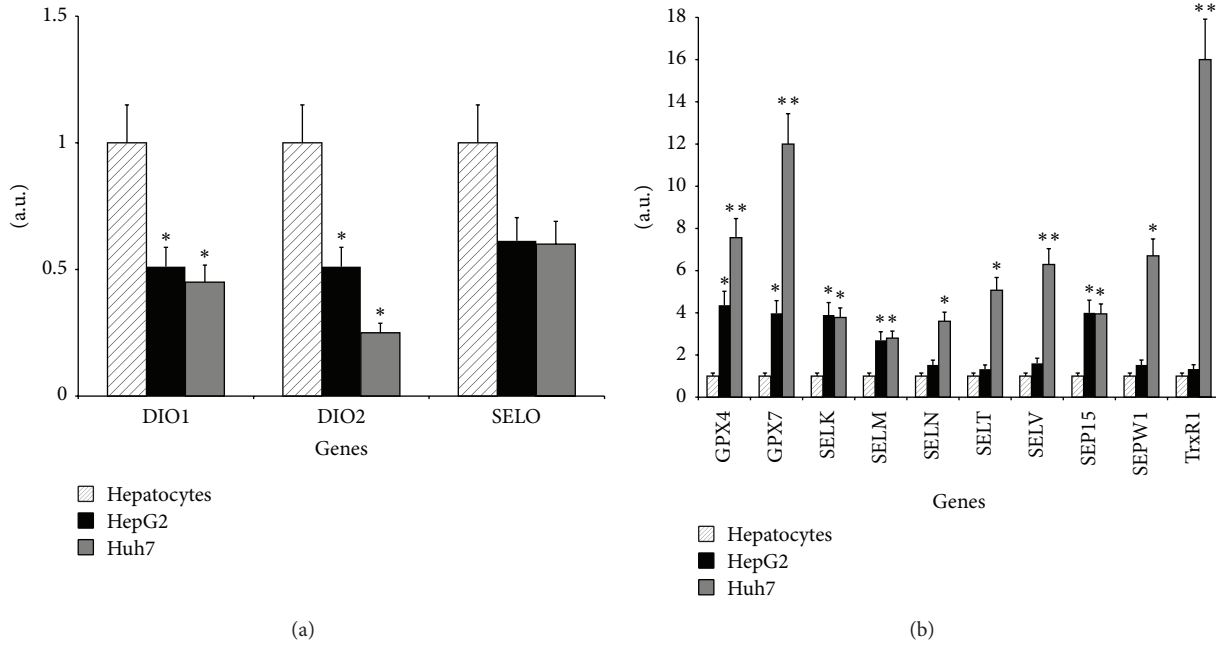 1.5
1
0.5
0
(a.u.)
* * * *
DIO1 DIO2 SELO
Genes
Hepatocytes
HepG2
Huh7
(a)
18
16
14
12
10
8
6
4
2
0
(a.u.)
* ** * ** * * * * * * ** * * * **
GPX4 GPX7 SELK SELM SELN SELT SELV SEP15 SEPW1 TrxR1
Genes
Hepatocytes
HepG2
Huh7
(b)